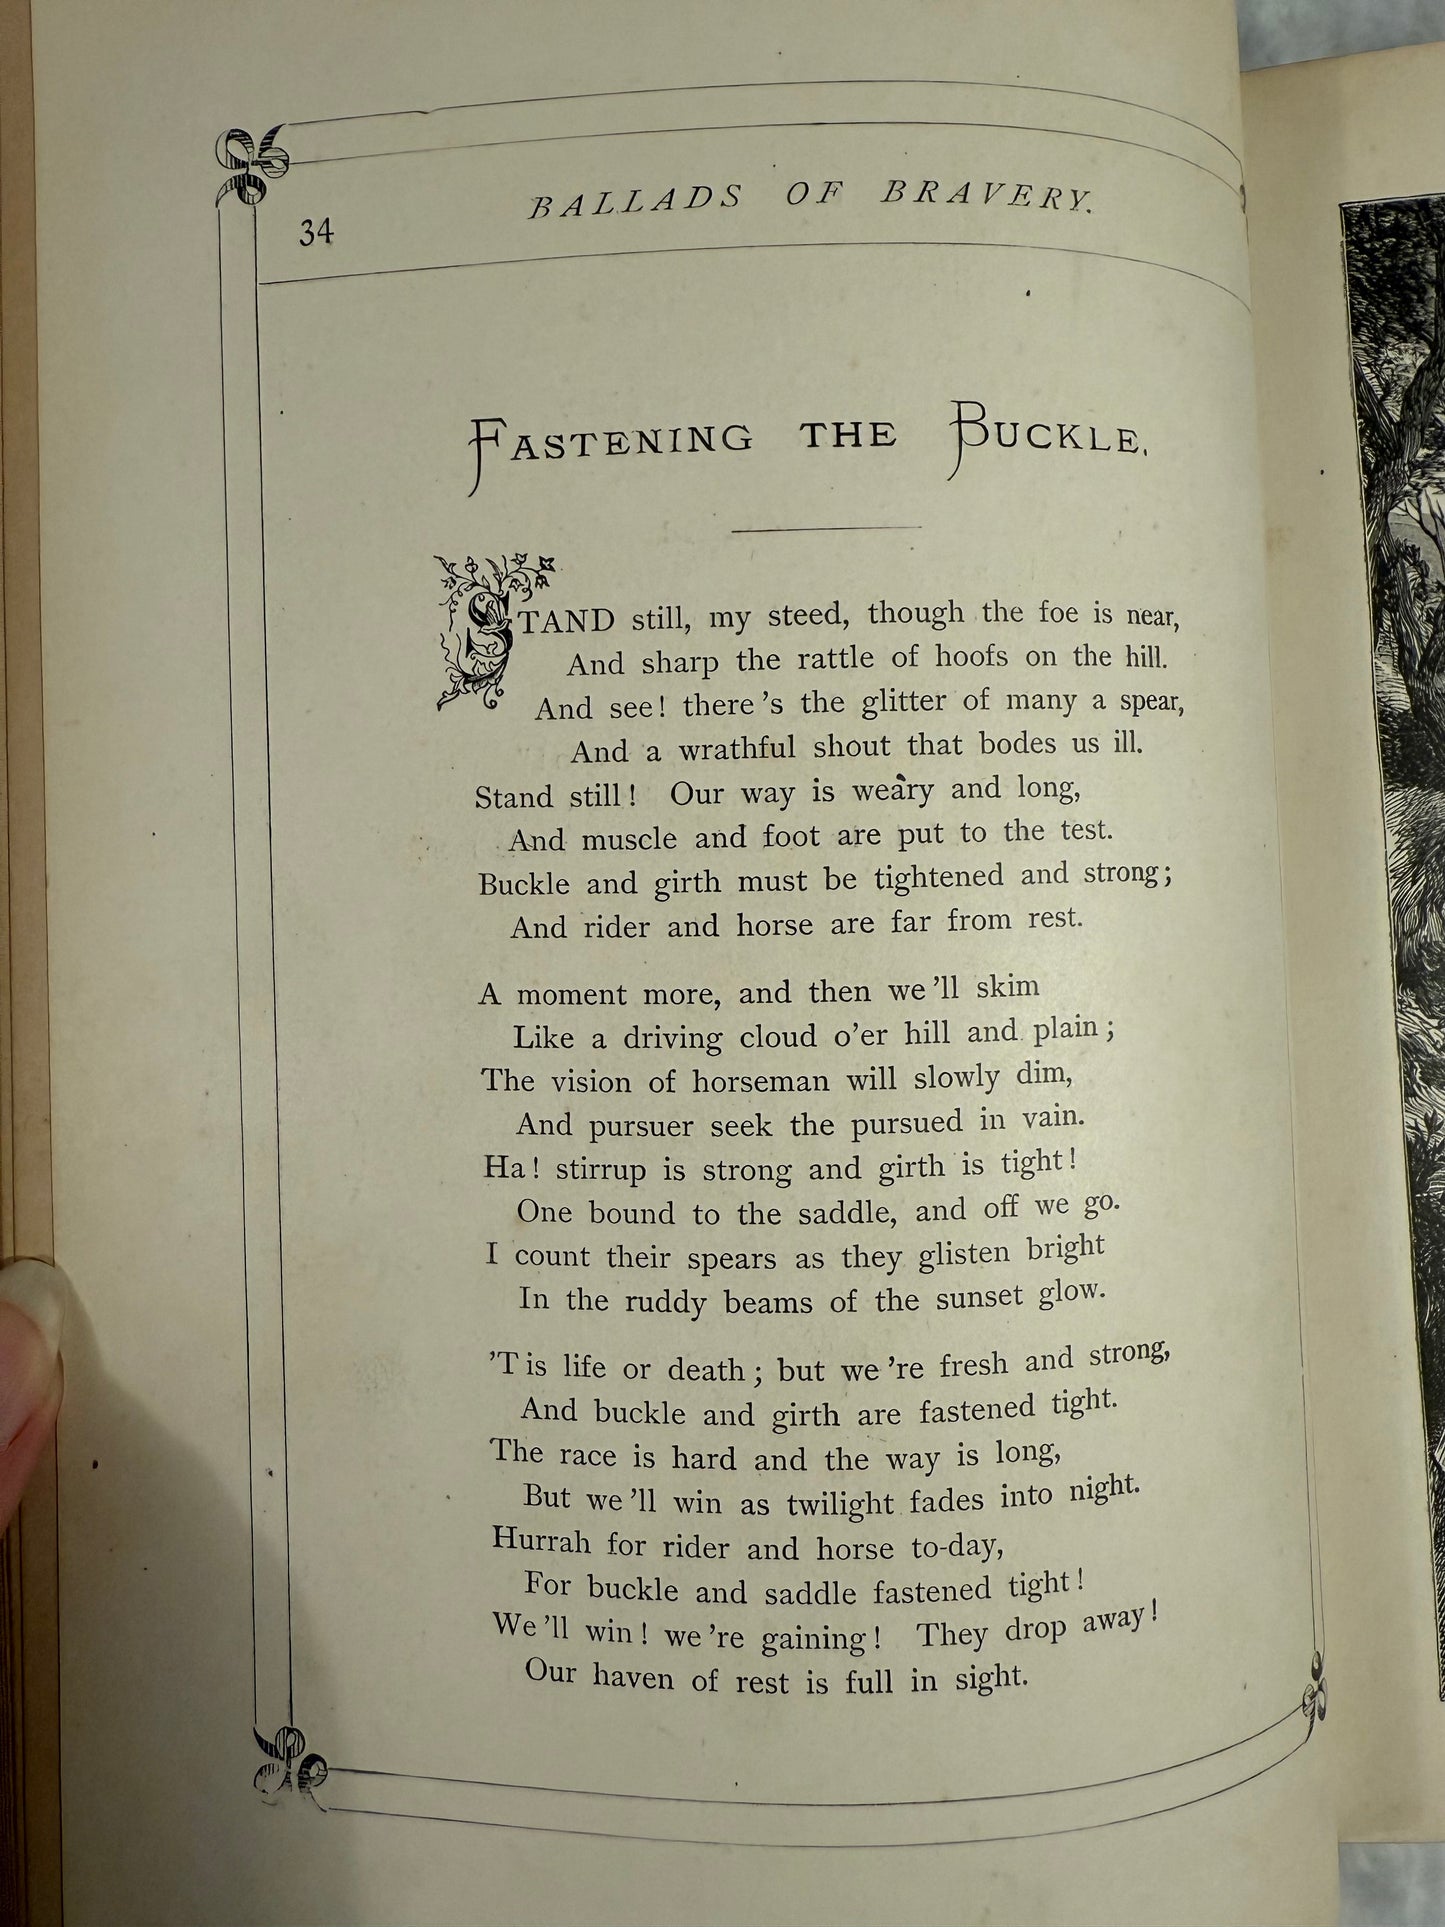 34
BALLADS OF BRAVERY.
FASTENING THE BUCKLE.
STAND still, my steed, though the foe is near,
And sharp the rattle of hoofs on the hill.
And see! there's the glitter of many a spear,
And a wrathful shout that bodes us ill.
Stand still! Our way is weary and long,
And muscle and foot are put to the test.
Buckle and girth must be tightened and strong;
And rider and horse are far from rest.
A moment more, and then we'll skim
Like a driving cloud o'er hill and plain;
The vision of horseman will slowly dim,
And pursuer seek the pursued in vain.
Ha! stirrup is strong and girth is tight!
One bound to the saddle, and off we go.
I count their spears as they glisten bright
In the ruddy beams of the sunset glow.
'Tis life or death; but we're fresh and strong,
And buckle and girth are fastened tight.
The race is hard and the way is long,
But we'll win as twilight fades into night.
Hurrah for rider and horse to-day,
For buckle and saddle fastened tight!
We'll win! we're gaining! They drop away!
Our haven of rest is full in sight.